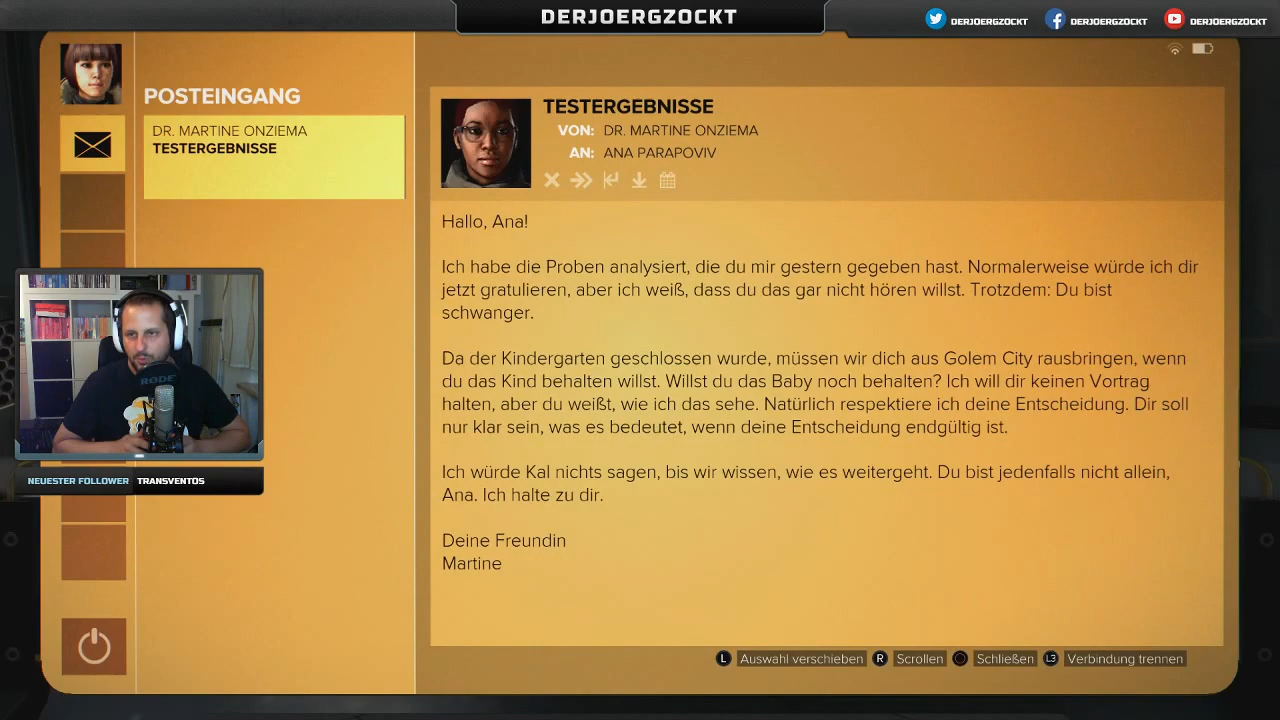 DERJOERGZOCKT
DERJOERGZOCKT
DERJOERGZOCKT
DERJOERGZOCKT
POSTEINGANG
DR. MARTINE ONZIEMA
TESTERGEBNISSE
TESTERGEBNISSE
VON: DR. MARTINE ONZIEMA
AN: ANA PARAPOVIV
Hallo, Ana!
Ich habe die Proben analysiert, die du mir gestern gegeben hast. Normalerweise würde ich dir
jetzt gratulieren, aber ich weiß, dass du das gar nicht hören willst. Trotzdem: Du bist
schwanger.
Da der Kindergarten geschlossen wurde, müssen wir dich aus Golem City rausbringen, wenn
du das Kind behalten willst. Willst du das Baby noch behalten? Ich will dir keinen Vortrag
halten, aber du weißt, wie ich das sehe. Natürlich respektiere ich deine Entscheidung. Dir soll
nur klar sein, was es bedeutet, wenn deine Entscheidung endgültig ist.
Ich würde Kal nichts sagen, bis wir wissen, wie es weitergeht. Du bist jedenfalls nicht allein,
Ana. Ich halte zu dir.
Deine Freundin
Martine
RODE
NEUESTER FOLLOWER TRANSVENTOS
L Auswahl verschieben R Scrollen Schließen L3 Verbindung trennen